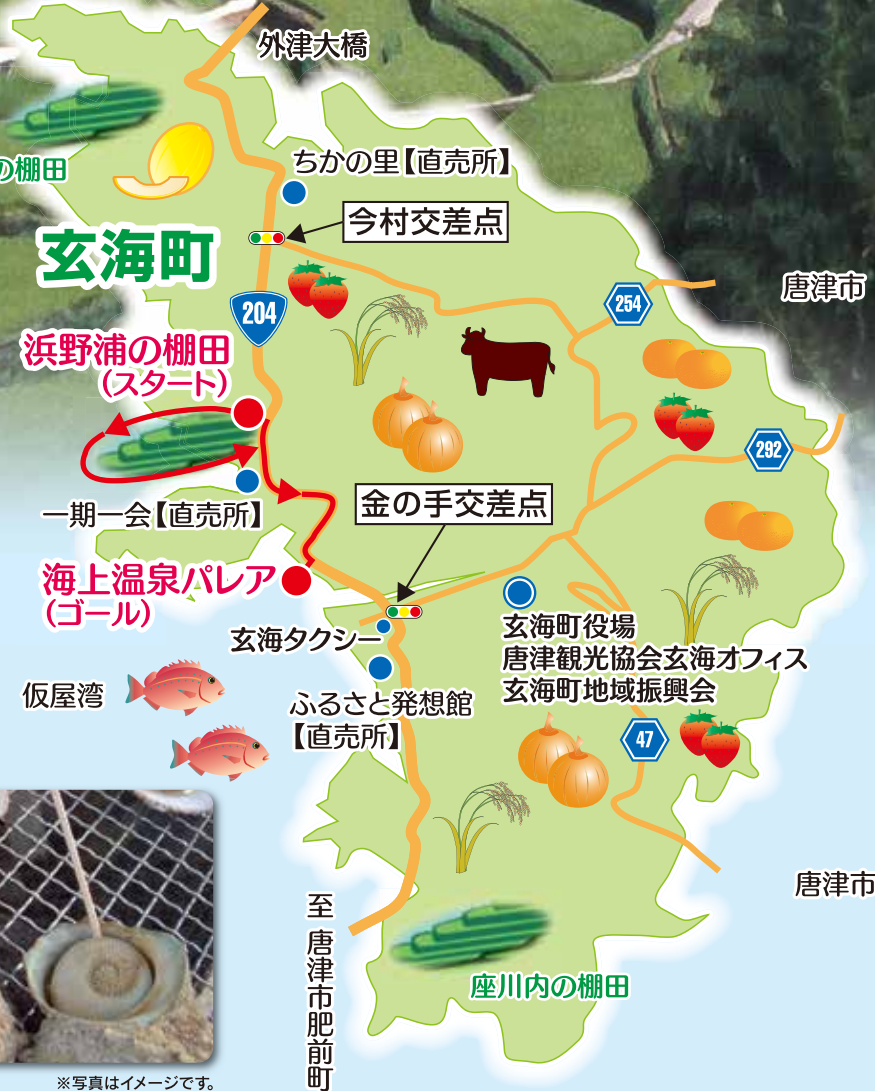 外津大橋
の棚田
ちかの里【直売所】
今村交差点
玄海町
254
唐津市
204
浜野浦の棚田
(スタート)
292
一期一会【直売所】
金の手交差点
海上温泉パレア
(ゴール)
玄海タクシー
玄海町役場
唐津観光協会玄海オフィス
玄海町地域振興会
仮屋湾
ふるさと発想館
【直売所】
47
唐津市
至 唐津市肥前町
座川内の棚田
※写真はイメージです。